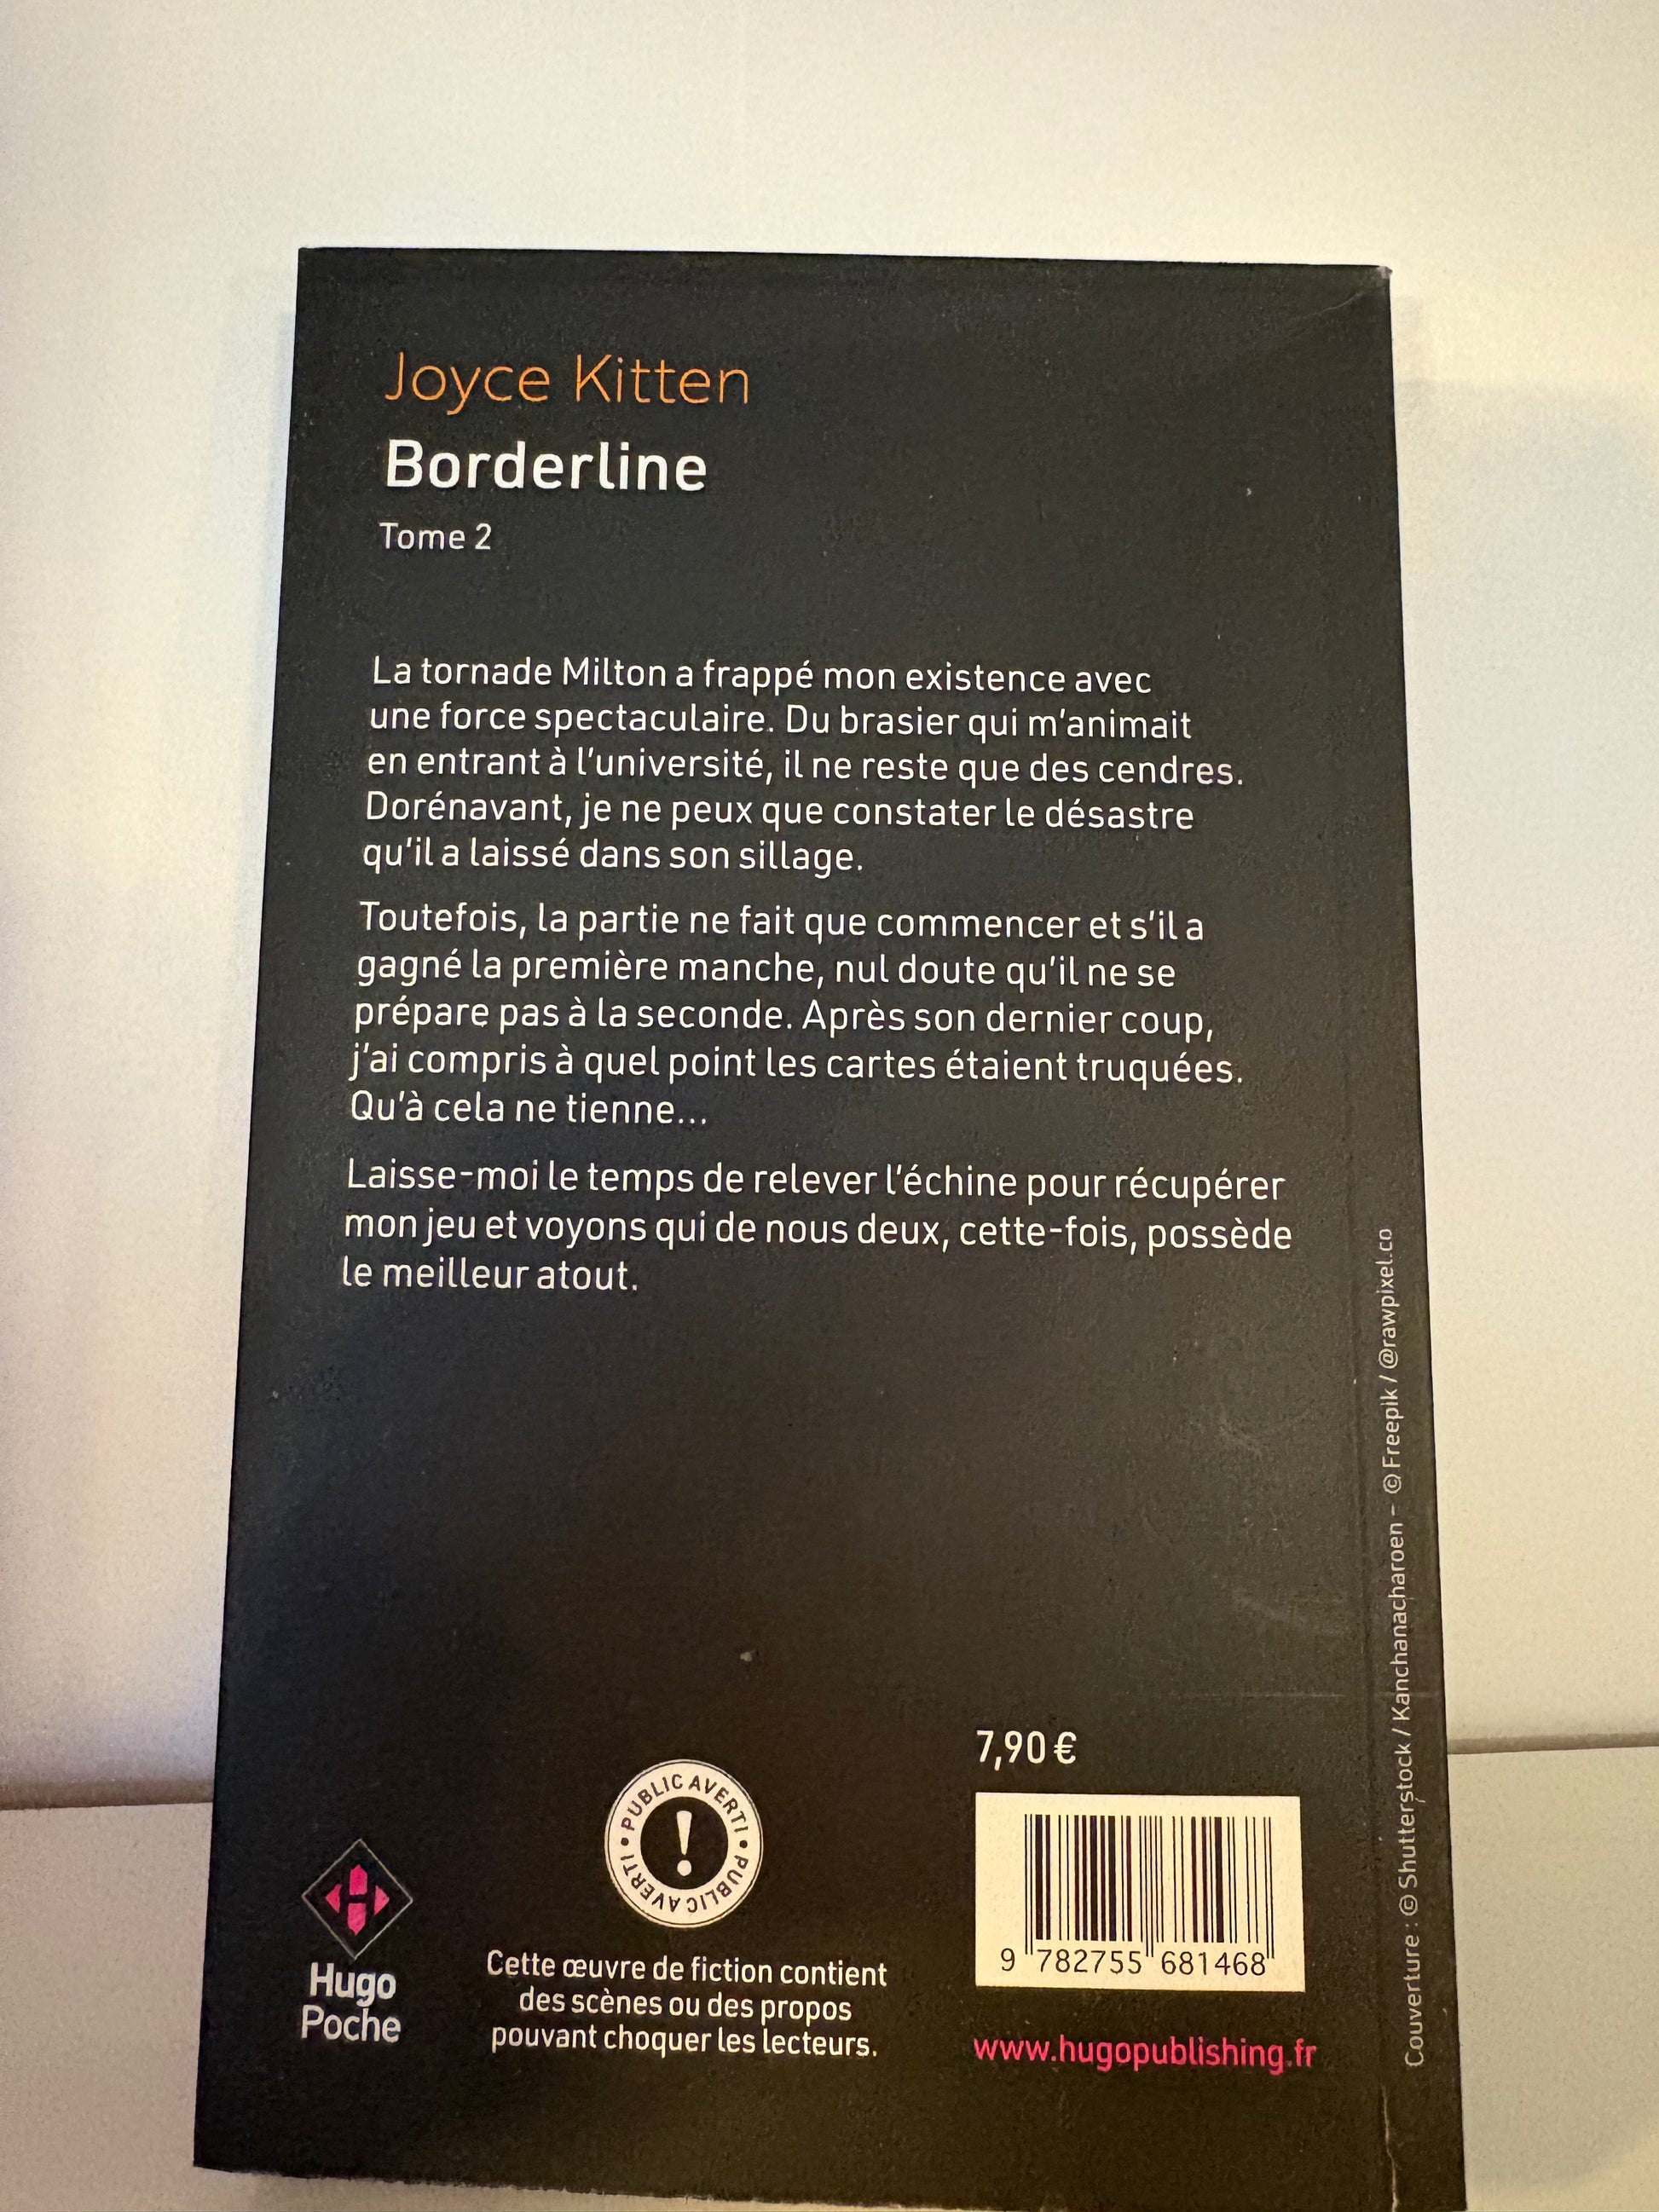 Joyce Kitten
Borderline
Tome 2
La tornade Milton a frappé mon existence avec
une force spectaculaire. Du brasier qui m'animait
en entrant à l'université, il ne reste que des cendres.
Dorénavant, je ne peux que constater le désastre
qu'il a laissé dans son sillage.
Toutefois, la partie ne fait que commencer et s'il a
gagné la première manche, nul doute qu'il ne se
prépare pas à la seconde. Après son dernier coup,
j'ai compris à quel point les cartes étaient truquées.
Qu'à cela ne tienne...
Laisse-moi le temps de relever l'échine pour récupérer
mon jeu et voyons qui de nous deux, cette-fois, possède
le meilleur atout.
Hugo
Poche
PUBLIC AVERTI • PUBLIC AVERTI •
!
Cette œuvre de fiction contient
des scènes ou des propos
pouvant choquer les lecteurs.
7,90 €
9 782755 681468
www.hugopublishing.fr
Couverture : © Shutterstock / Kanchanacharoen – © Freepik / @rawpixel.co